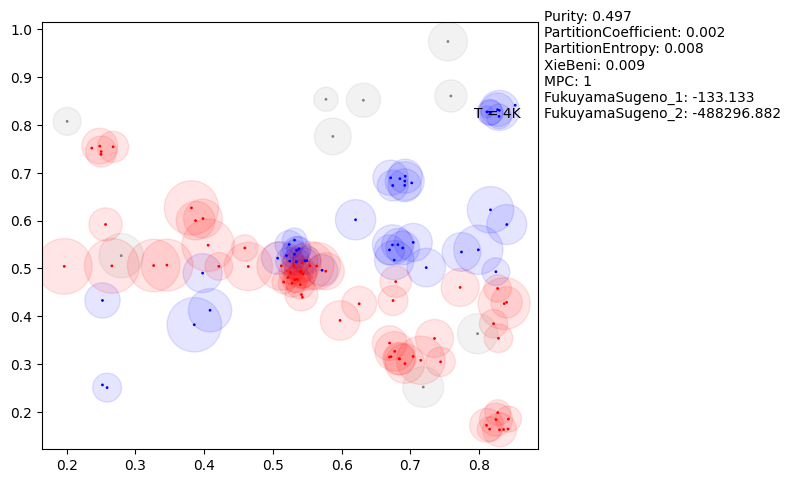 Purity: 0.497
PartitionCoefficient: 0.002
PartitionEntropy: 0.008
XieBeni: 0.009
MPC: 1
FukuyamaSugeno_1: -133.133
FukuyamaSugeno_2: -488296.882
T = 4K
1.0
0.9
0.8
0.7
0.6
0.5
0.4
0.3
0.2
0.2 0.3 0.4 0.5 0.6 0.7 0.8